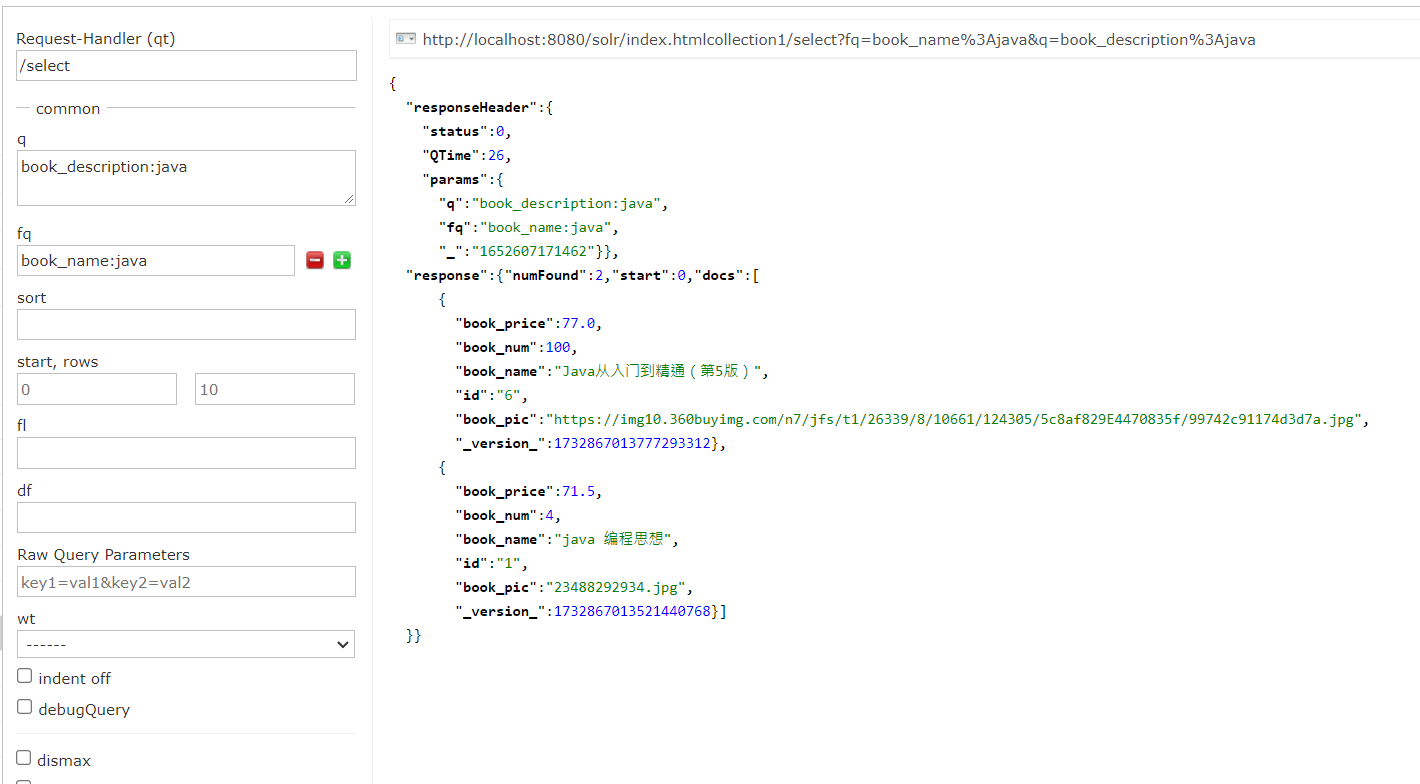 Request-Handler (qt)
/select
common
q
book_description:java
fq
book_name:java
sort
start, rows
0
10
fl
df
Raw Query Parameters
key1=val1&key2=val2
wt
------
indent off
debugQuery
dismax
http://localhost:8080/solr/index.htmlcollection1/select?fq=book_name%3Ajava&q=book_description%3Ajava
{
"responseHeader":{
"status":0,
"QTime":26,
"params":{
"q":"book_description:java",
"fq":"book_name:java",
"_":"1652607171462"}},
"response":{"numFound":2,"start":0,"docs":[
{
"book_price":77.0,
"book_num":100,
"book_name":"Java从入门到精通（第5版）",
"id":"6",
"book_pic":"https://img10.360buyimg.com/n7/jfs/t1/26339/8/10661/124305/5c8af829E4470835f/99742c91174d3d7a.jpg",
"_version_":1732867013777293312},
{
"book_price":71.5,
"book_num":4,
"book_name":"java 编程思想",
"id":"1",
"book_pic":"23488292934.jpg",
"_version_":1732867013521440768}]
}}